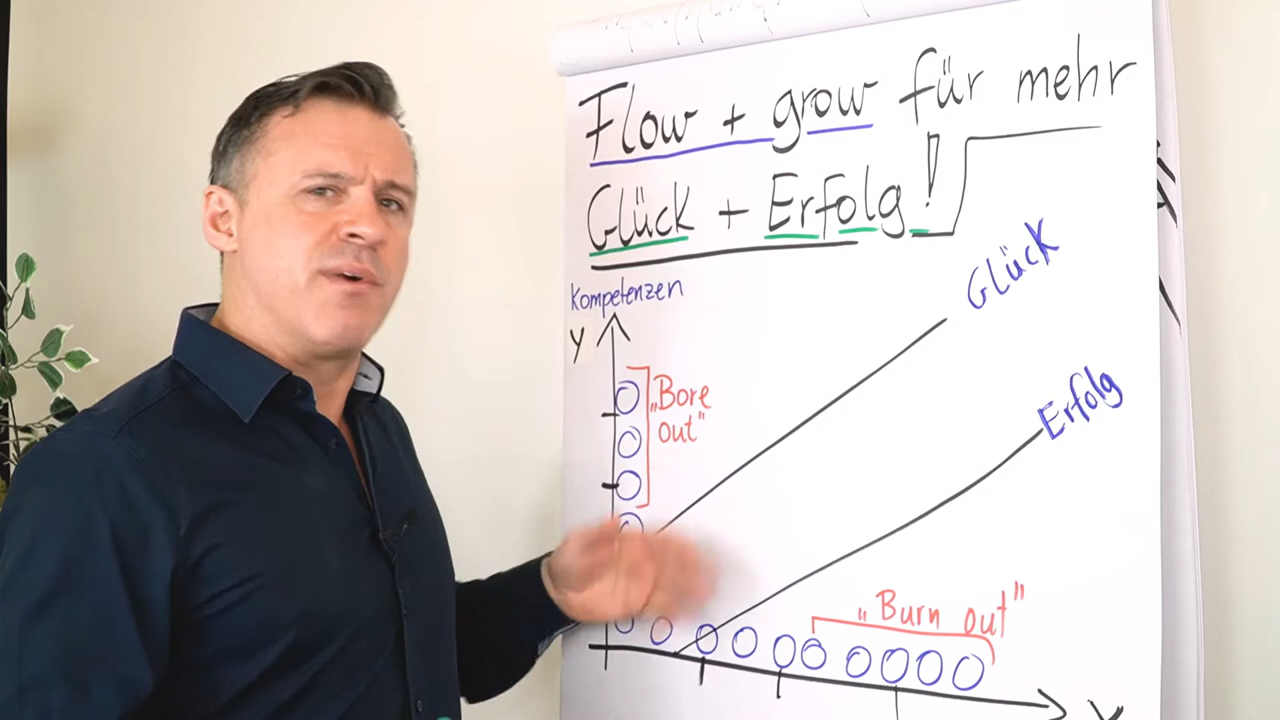 Flow + grow für mehr
Glück + Erfolg!
Kompetenzen
Y
Glück
Erfolg
„Bore
out"
„Burn out"